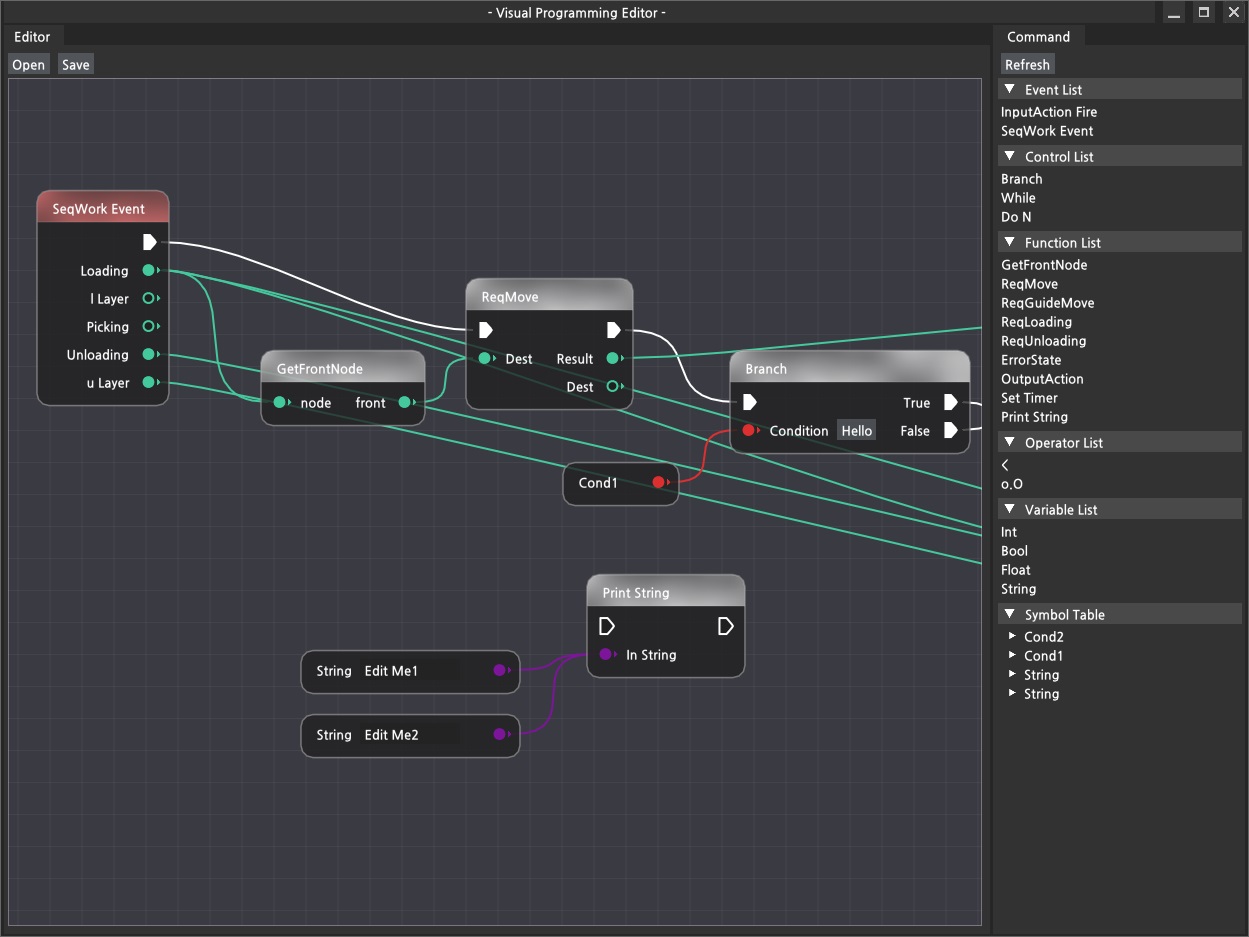 - Visual Programming Editor -
Editor
Open Save
SeqWork Event
Loading
l Layer
Picking
Unloading
u Layer
GetFrontNode
node front
ReqMove
Dest Result
Dest
Branch
True
Condition Hello False
Cond1
Print String
In String
String Edit Me1
String Edit Me2
Command
Refresh
Event List
InputAction Fire
SeqWork Event
Control List
Branch
While
Do N
Function List
GetFrontNode
ReqMove
ReqGuideMove
ReqLoading
ReqUnloading
ErrorState
OutputAction
Set Timer
Print String
Operator List
<
o.O
Variable List
Int
Bool
Float
String
Symbol Table
Cond2
Cond1
String
String